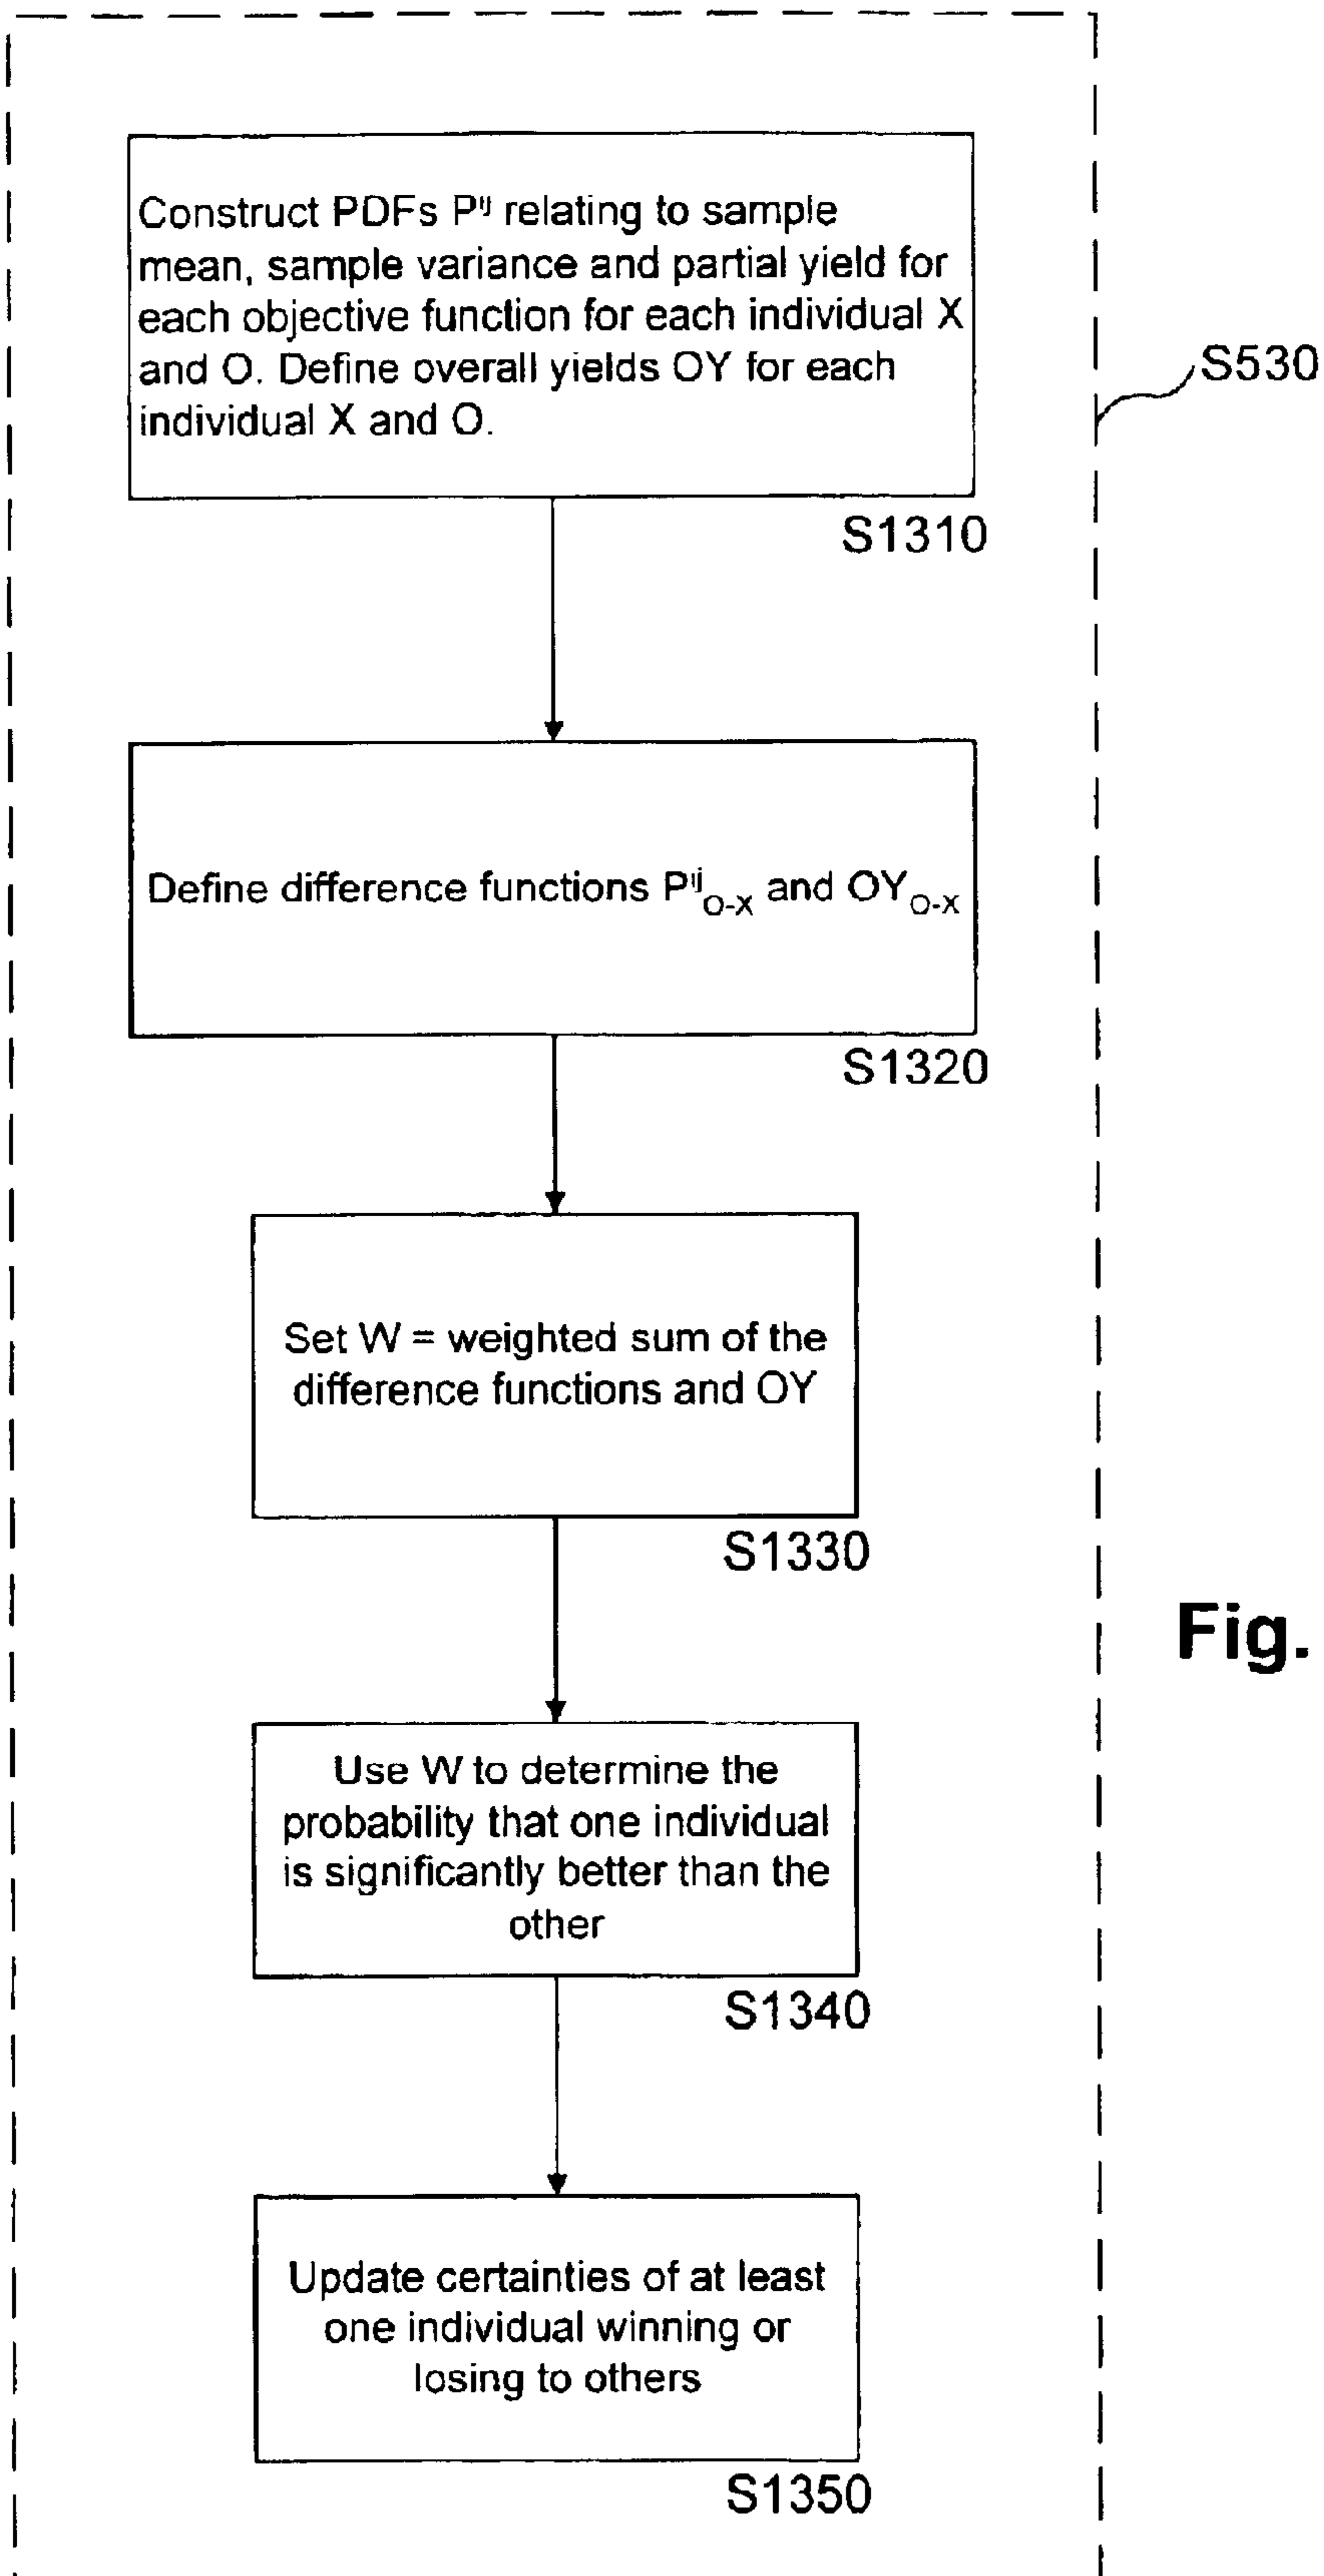 Construct PDFs Pij relating to sample
mean, sample variance and partial yield for
each objective function for each individual X
and O. Define overall yields OY for each
individual X and O.
S1310
S530
Define difference functions PijO-X and OYO-X
S1320
Set W = weighted sum of the
difference functions and OY
S1330
Fig.
Use W to determine the
probability that one individual
is significantly better than the
other
S1340
Update certainties of at least
one individual winning or
losing to others
S1350